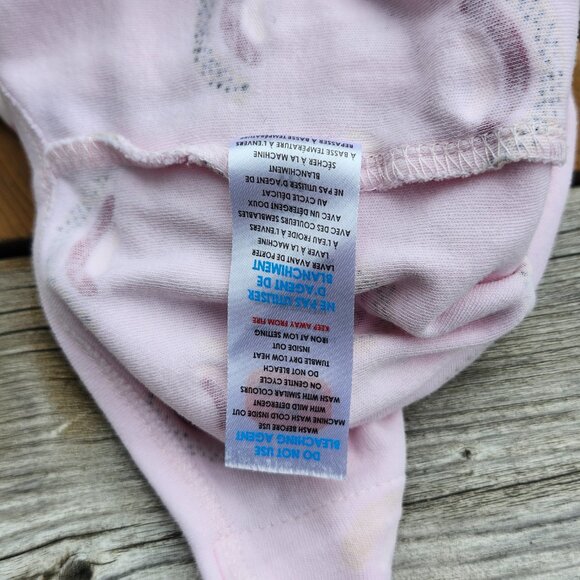 DO NOT USE
BLEACHING AGENT
WASH BEFORE USE
MACHINE WASH COLD INSIDE OUT
WITH MILD DETERGENT
WASH WITH SIMILAR COLOURS
ON GENTLE CYCLE
DO NOT BLEACH
TUMBLE DRY LOW HEAT
INSIDE OUT
IRON AT LOW SETTING
KEEP AWAY FROM FIRE
NE PAS UTILISER
D'AGENT DE
BLANCHIMENT
LAVER AVANT DE PORTER
LAVER À LA MACHINE
À L'EAU FROIDE À L'ENVERS
AVEC DES COULEURS SEMBLABLES
AVEC UN DÉTERGENT DOUX
AU CYCLE DÉLICAT
NE PAS UTILISER D'AGENT DE
BLANCHIMENT
SÉCHER À LA MACHINE
À BASSE TEMPÉRATURE À L'ENVERS
REPASSER À BASSE TEMPÉRATURE